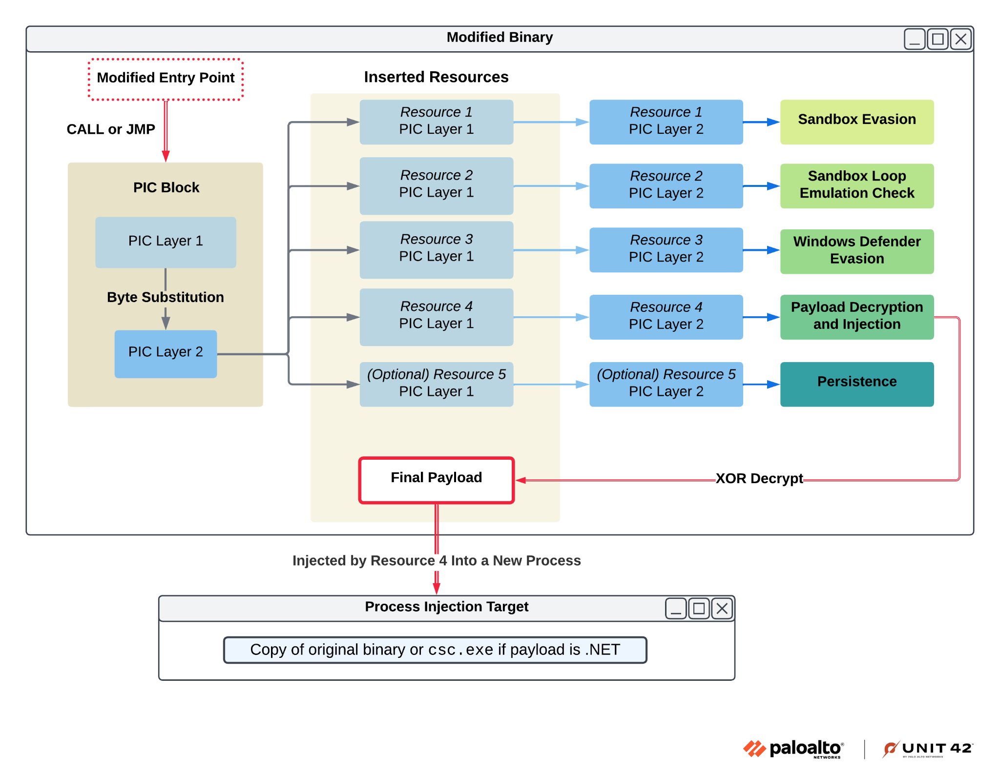 Modified Binary
Modified Entry Point
CALL or JMP
PIC Block
PIC Layer 1
Byte Substitution
PIC Layer 2
Inserted Resources
Resource 1
PIC Layer 1
Resource 1
PIC Layer 2
Sandbox Evasion
Resource 2
PIC Layer 1
Resource 2
PIC Layer 2
Sandbox Loop
Emulation Check
Resource 3
PIC Layer 1
Resource 3
PIC Layer 2
Windows Defender
Evasion
Resource 4
PIC Layer 1
Resource 4
PIC Layer 2
Payload Decryption
and Injection
(Optional) Resource 5
PIC Layer 1
(Optional) Resource 5
PIC Layer 2
Persistence
Final Payload
XOR Decrypt
Injected by Resource 4 Into a New Process
Process Injection Target
Copy of original binary or csc.exe if payload is .NET
paloalto®
NETWORKS
UNIT 42™
BY PALO ALTO NETWORKS